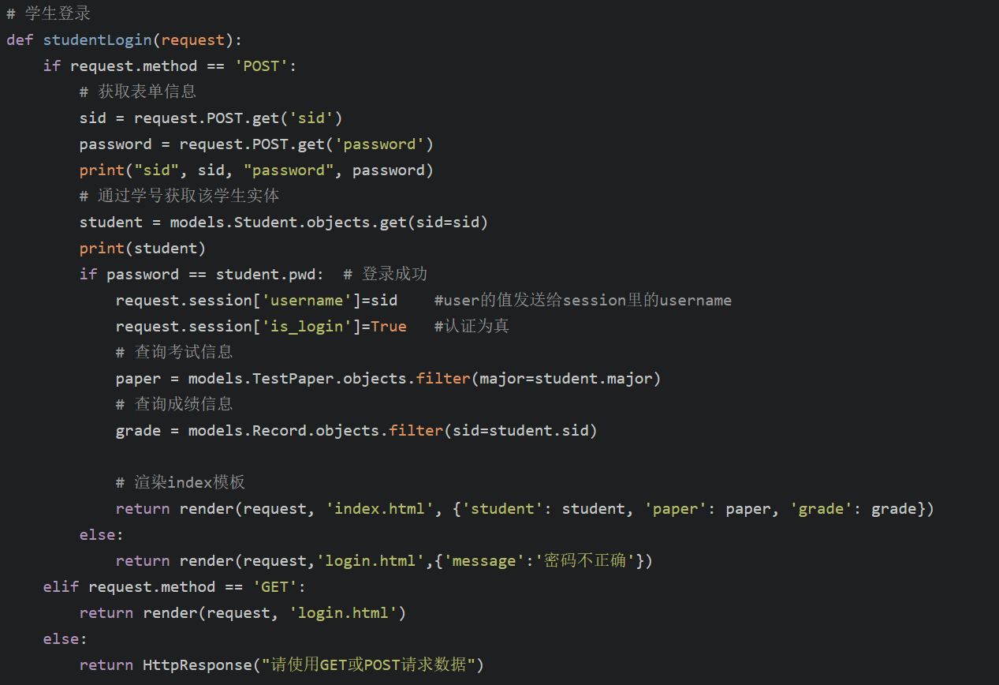 # 学生登录
def studentLogin(request):
    if request.method == 'POST':
        # 获取表单信息
        sid = request.POST.get('sid')
        password = request.POST.get('password')
        print("sid", sid, "password", password)
        # 通过学号获取该学生实体
        student = models.Student.objects.get(sid=sid)
        print(student)
        if password == student.pwd:  # 登录成功
            request.session['username']=sid    #user的值发送给session里的username
            request.session['is_login']=True   #认证为真
            # 查询考试信息
            paper = models.TestPaper.objects.filter(major=student.major)
            # 查询成绩信息
            grade = models.Record.objects.filter(sid=student.sid)

            # 渲染index模板
            return render(request, 'index.html', {'student': student, 'paper': paper, 'grade': grade})
        else:
            return render(request,'login.html',{'message':'密码不正确'})
    elif request.method == 'GET':
        return render(request, 'login.html')
    else:
        return HttpResponse("请使用GET或POST请求数据")